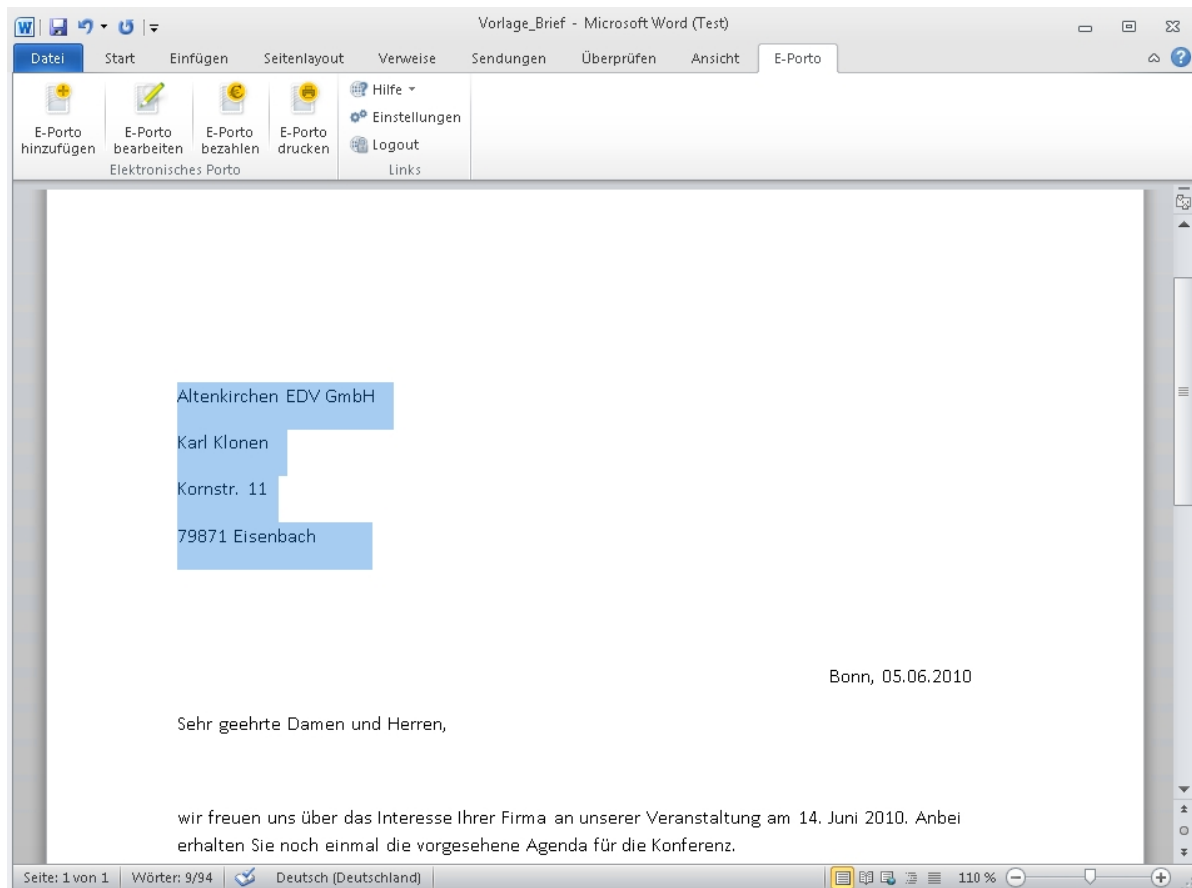 Vorlage_Brief - Microsoft Word (Test)
Datei Start Einfügen Seitenlayout Verweise Sendungen Überprüfen Ansicht E-Porto
E-Porto hinzufügen
E-Porto bearbeiten
E-Porto bezahlen
E-Porto drucken
Elektronisches Porto
Hilfe
Einstellungen
Logout
Links
Altenkirchen EDV GmbH
Karl Klonen
Kornstr. 11
79871 Eisenbach
Bonn, 05.06.2010
Sehr geehrte Damen und Herren,
wir freuen uns über das Interesse Ihrer Firma an unserer Veranstaltung am 14. Juni 2010. Anbei
erhalten Sie noch einmal die vorgesehene Agenda für die Konferenz.
Seite: 1 von 1 Wörter: 9/94 Deutsch (Deutschland) 110 %